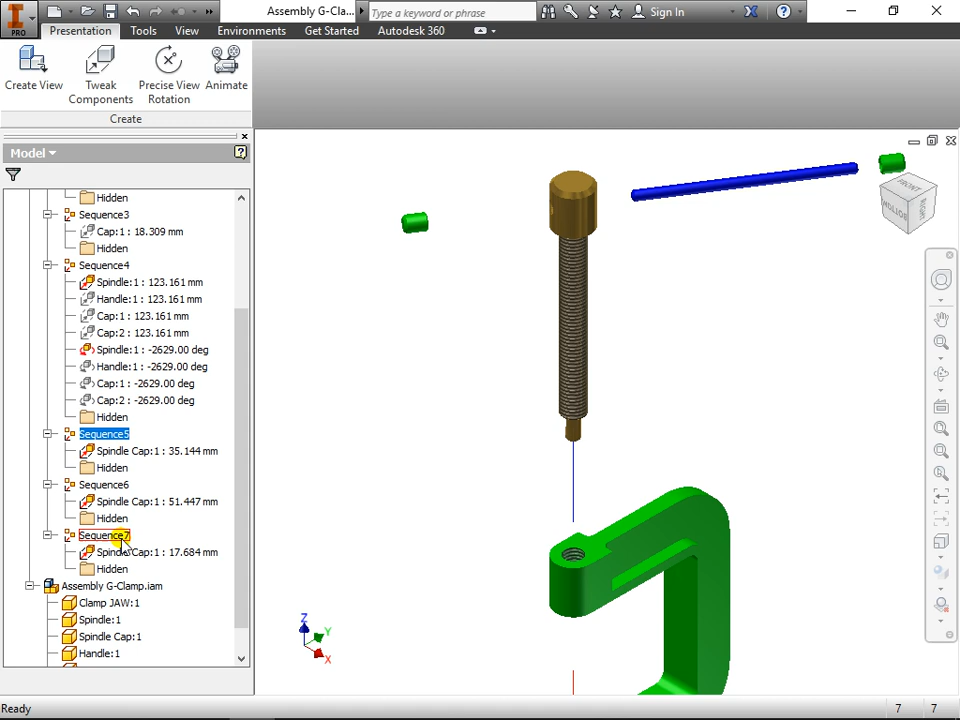 PRO
Assembly G-Clam...
Type a keyword or phrase
Sign In
Presentation
Tools
View
Environments
Get Started
Autodesk 360
Create View
Tweak Components
Precise View Rotation
Animate
Create
Model
Hidden
Sequence3
Cap:1 : 18.309 mm
Hidden
Sequence4
Spindle:1 : 123.161 mm
Handle:1 : 123.161 mm
Cap:1 : 123.161 mm
Cap:2 : 123.161 mm
Spindle:1 : -2629.00 deg
Handle:1 : -2629.00 deg
Cap:1 : -2629.00 deg
Cap:2 : -2629.00 deg
Hidden
Sequence5
Spindle Cap:1 : 35.144 mm
Hidden
Sequence6
Spindle Cap:1 : 51.447 mm
Hidden
Sequence7
Spindle Cap:1 : 17.684 mm
Hidden
Assembly G-Clamp.iam
Clamp JAW:1
Spindle:1
Spindle Cap:1
Handle:1
FRONT
RIGHT
BOTTOM
Z
Y
X
Ready
7
7